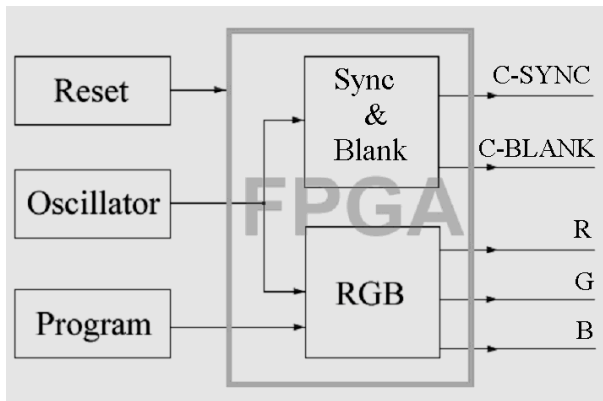 Reset
Oscillator
Program
FPGA
Sync
&
Blank
RGB
C-SYNC
C-BLANK
R
G
B